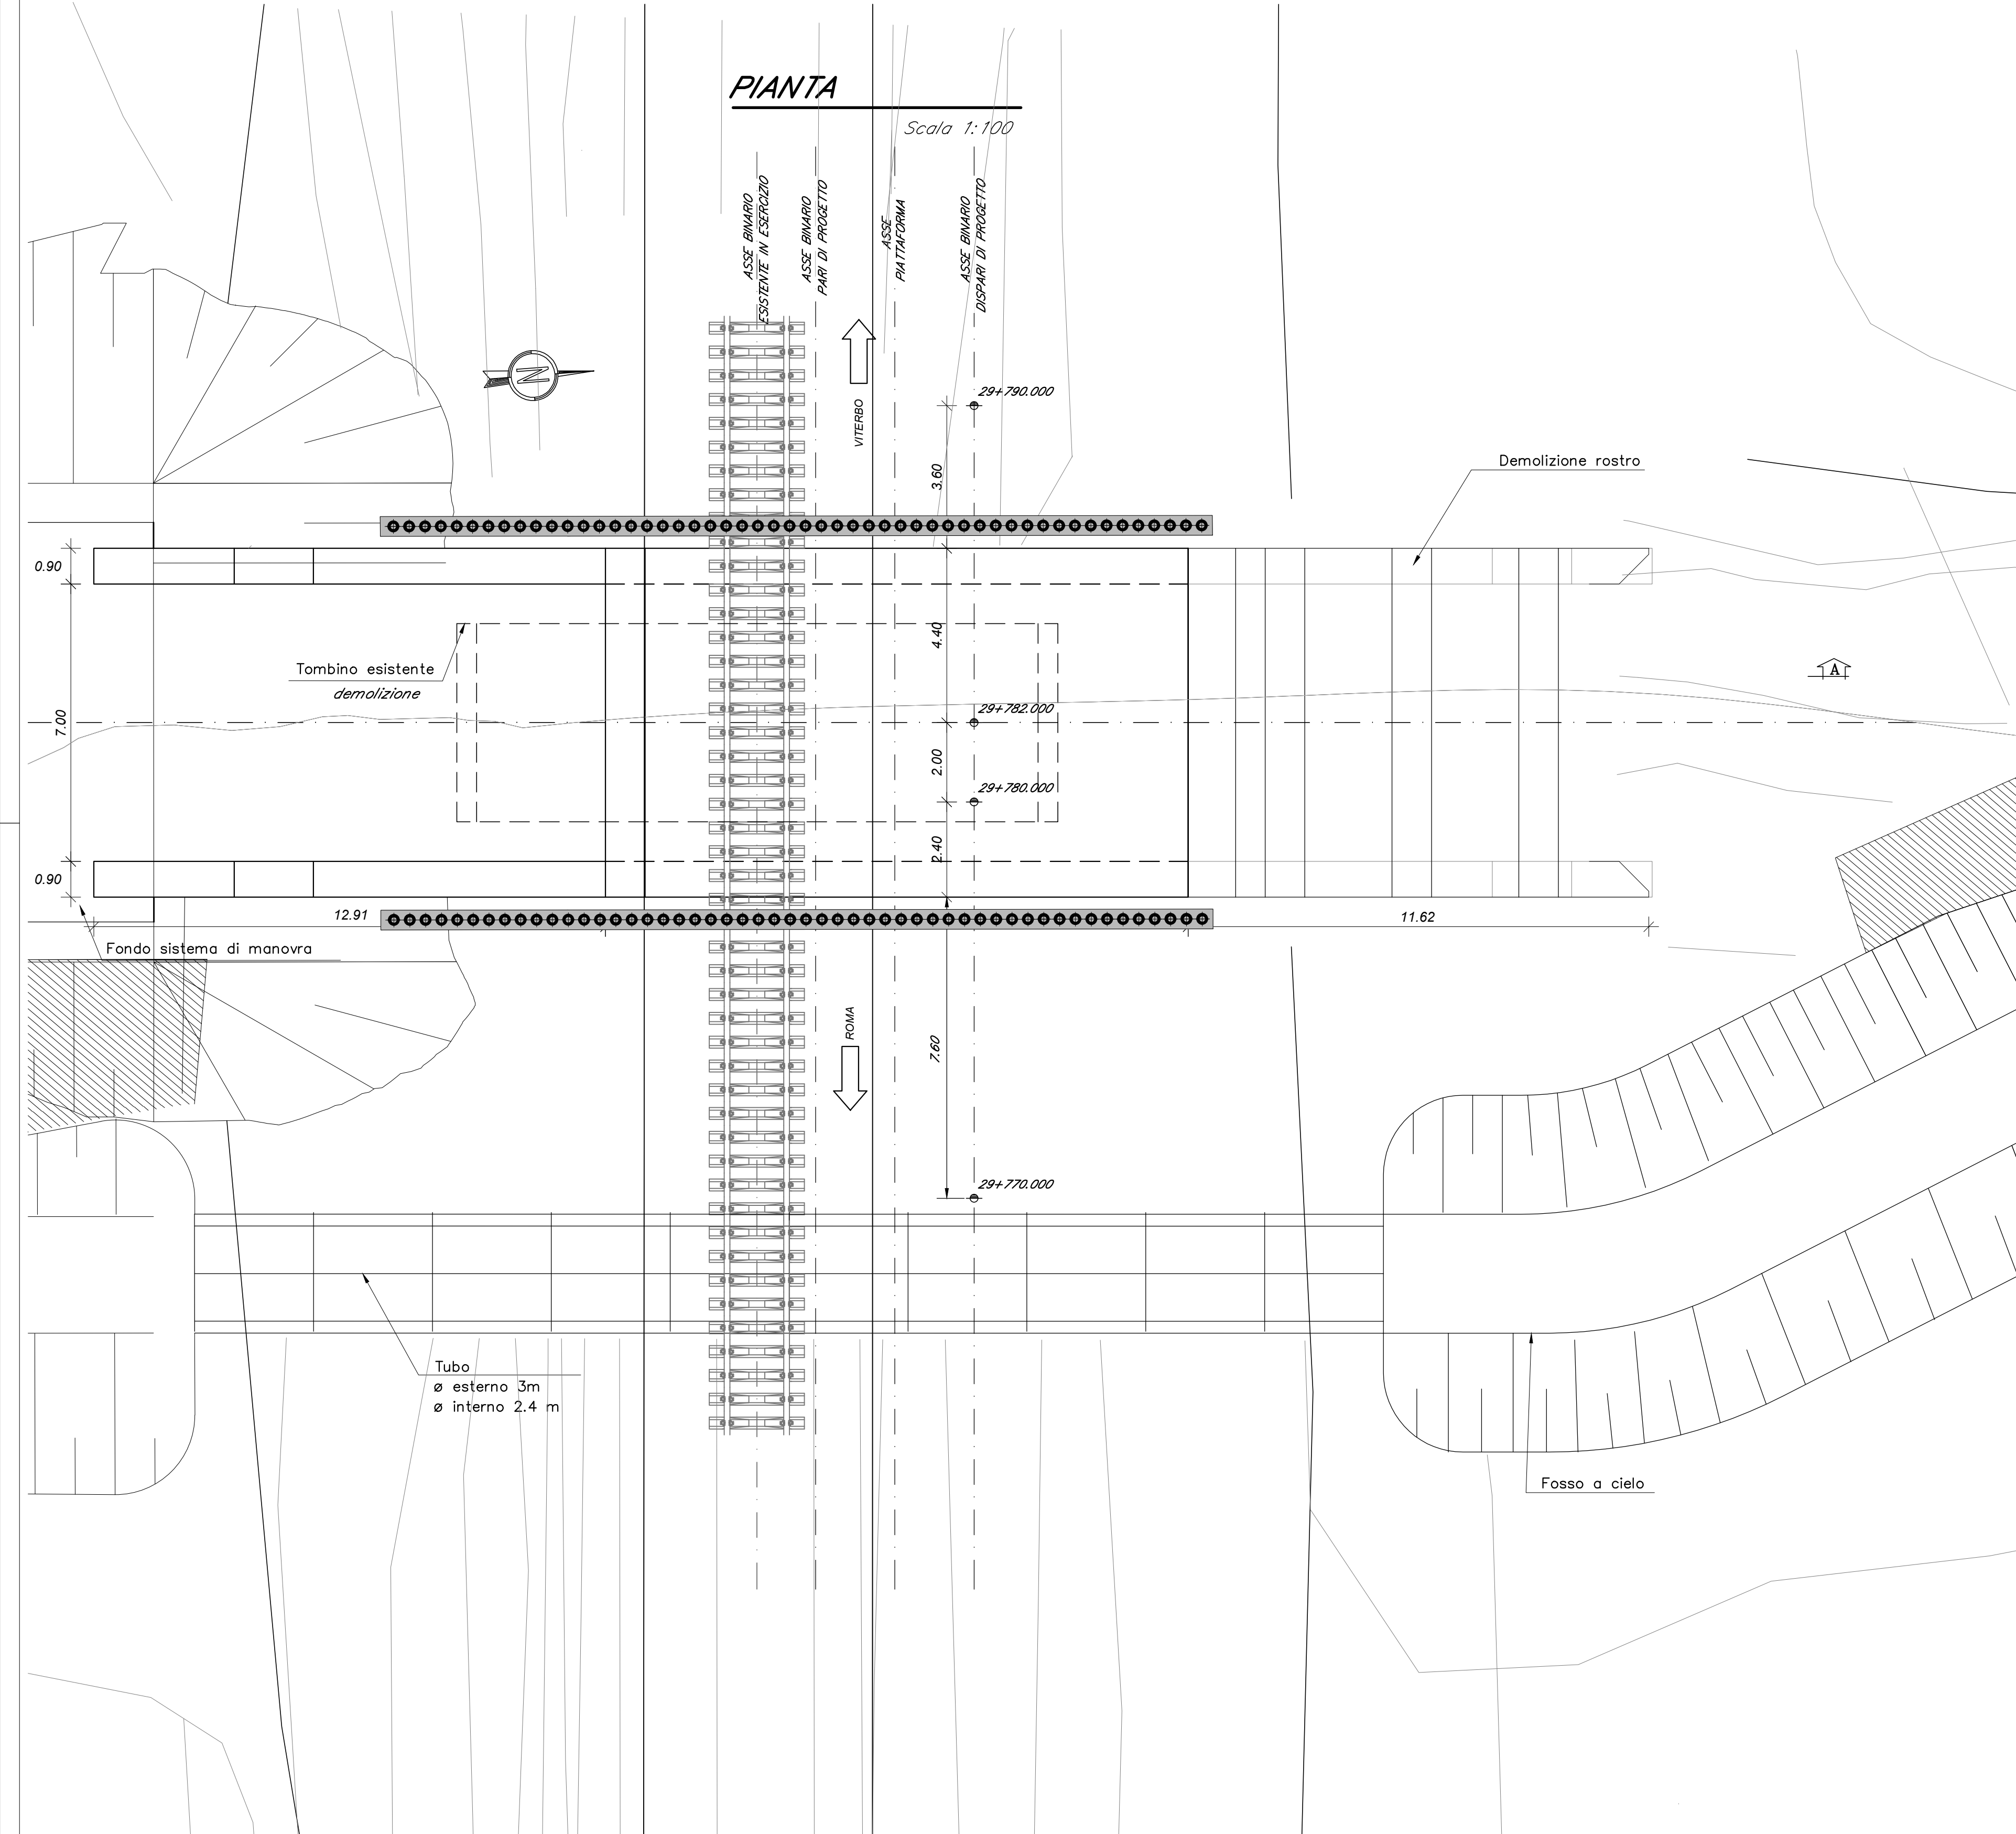 PIANTA
Scala 1:100
ASSE BINARIO
ESISTENTE IN ESERCIZIO
ASSE BINARIO
PARI DI PROGETTO
ASSE
PIATTAFORMA
ASSE BINARIO
DISPARI DI PROGETTO
N
VITERBO
29+790.000
3.60
Demolizione rostro
0.90
4.40
Tombino esistente
demolizione
A
7.00
29+782.000
2.00
29+780.000
2.40
0.90
12.91
11.62
Fondo sistema di manovra
ROMA
7.60
29+770.000
Tubo
ø esterno 3m
ø interno 2.4 m
Fosso a cielo